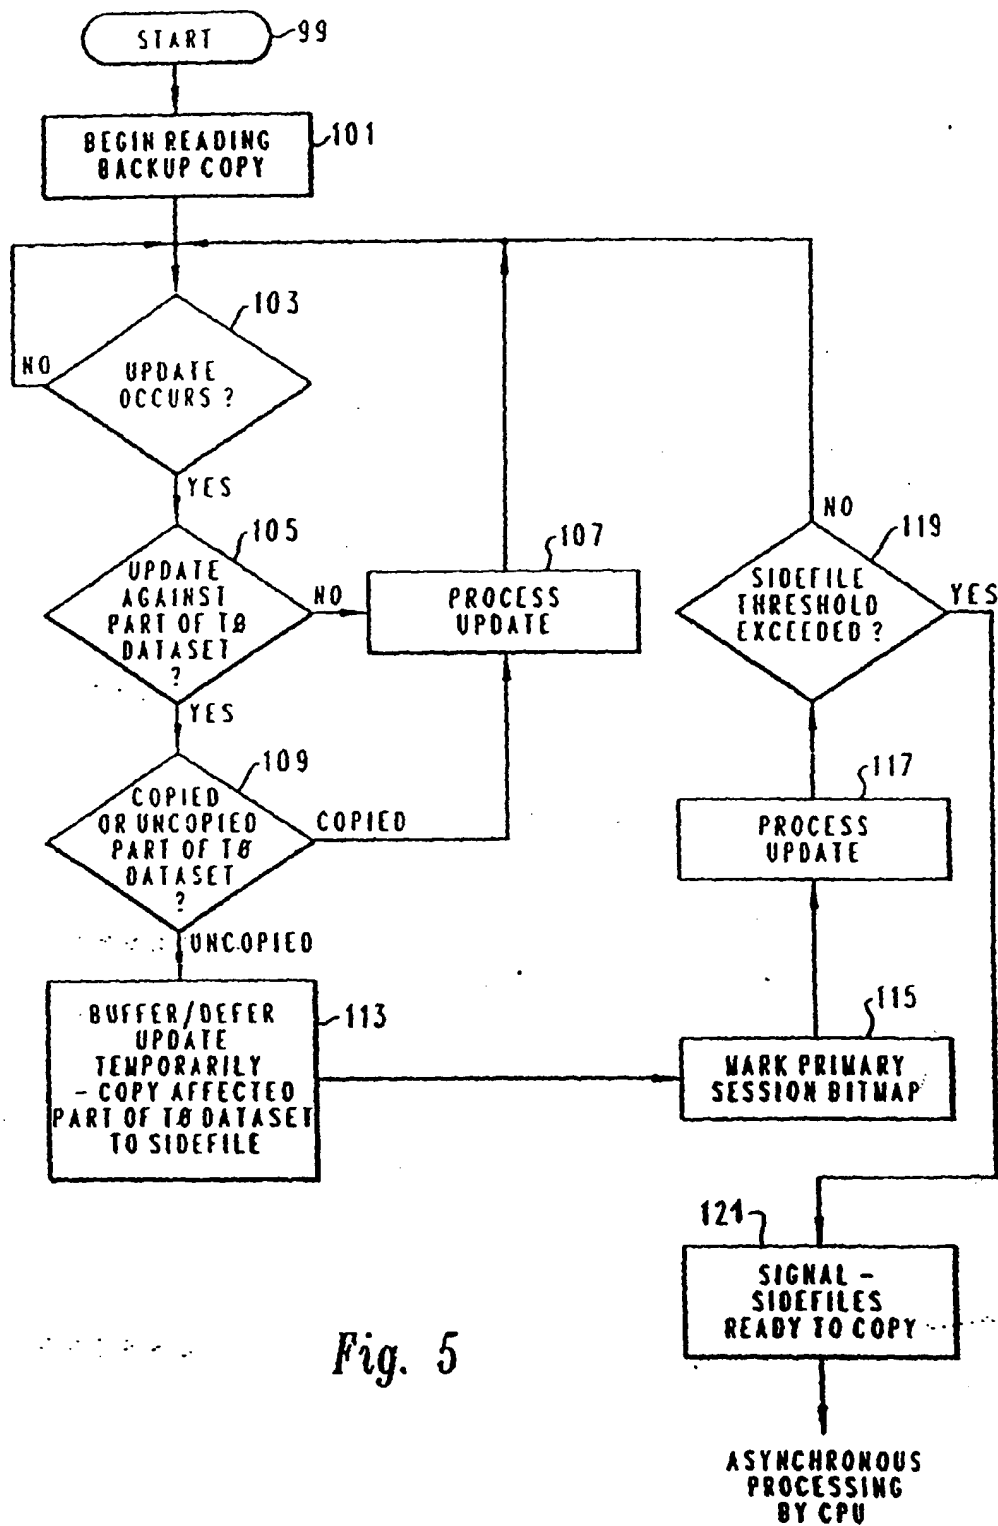 START
99
BEGIN READING
BACKUP COPY
101
103
UPDATE
OCCURS ?
NO
YES
105
UPDATE
AGAINST
PART OF T0
DATASET
?
NO
107
PROCESS
UPDATE
YES
109
COPIED
OR UNCOPIED
PART OF T0
DATASET
?
COPIED
UNCOPIED
BUFFER/DEFER
UPDATE
TEMPORARILY
- COPY AFFECTED
PART OF T0 DATASET
TO SIDEFILE
113
115
MARK PRIMARY
SESSION BITMAP
117
PROCESS
UPDATE
NO
119
SIDEFILE
THRESHOLD
EXCEEDED ?
YES
121
SIGNAL -
SIDEFILES
READY TO COPY
ASYNCHRONOUS
PROCESSING
BY CPU
Fig. 5